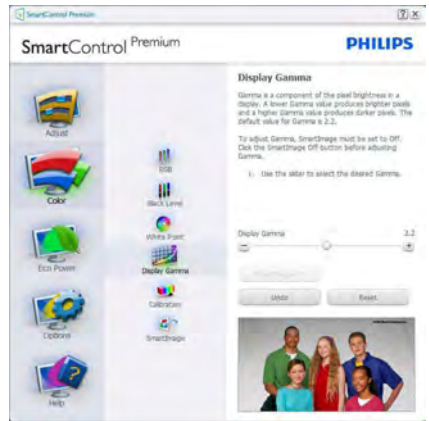 SmartControl Premium
SmartControl Premium
PHILIPS
Adjust
Color
Eco Power
Options
Help
RGB
Black Level
White Point
Display Gamma
Calibration
SmartImage
Display Gamma
Gamma is a component of the pixel brightness in a
display. A lower Gamma value produces brighter pixels
and a higher Gamma value produces darker pixels. The
default value for Gamma is 2.2.
To adjust Gamma, SmartImage must be set to Off.
Click the SmartImage Off button before adjusting
Gamma.
Use the slider to select the desired Gamma.
Display Gamma
2.2
Undo
Reset